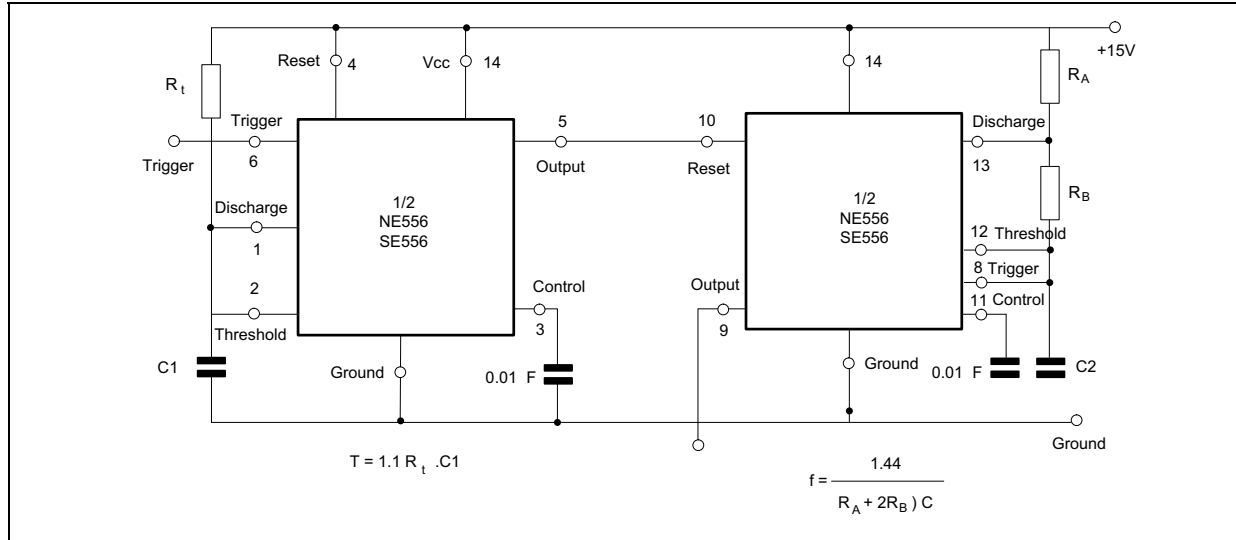 +15V
Reset
4
Vcc
14
14
R t
R A
Trigger
6
Trigger
5
Output
10
Reset
Discharge
13
1/2
NE556
SE556
1/2
NE556
SE556
R B
Discharge
1
12 Threshold
8 Trigger
11 Control
2
Threshold
Control
3
Output
9
C1
Ground
0.01 F
Ground
0.01 F
C2
Ground
T = 1.1 R t .C1
f = 1.44
R A + 2R B ) C